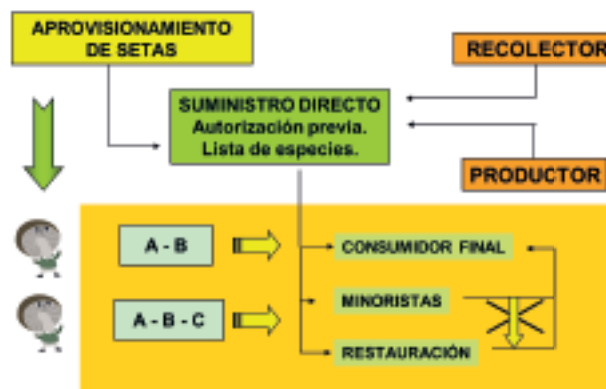 APROVISIONAMIENTO
DE SETAS
RECOLECTOR
SUMINISTRO DIRECTO
Autorización previa.
Lista de especies.
PRODUCTOR
A - B
CONSUMIDOR FINAL
MINORISTAS
A - B - C
RESTAURACIÓN